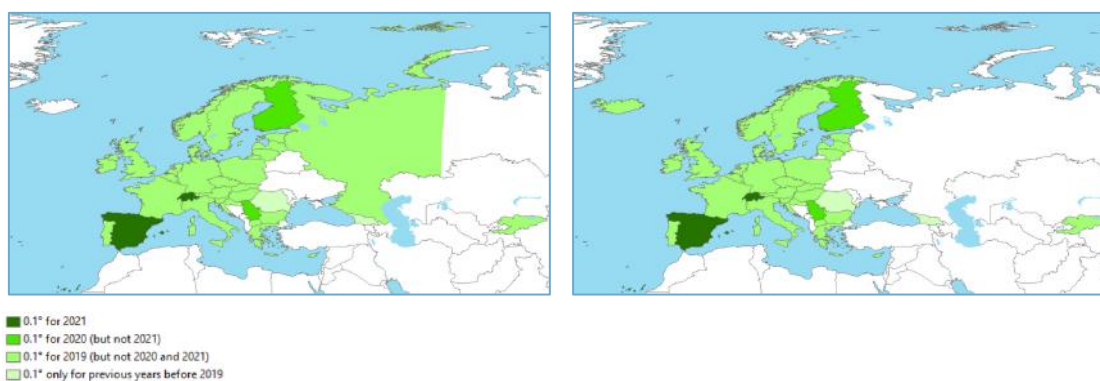 0.1° for 2021
0.1° for 2020 (but not 2021)
0.1° for 2019 (but not 2020 and 2021)
0.1° only for previous years before 2019